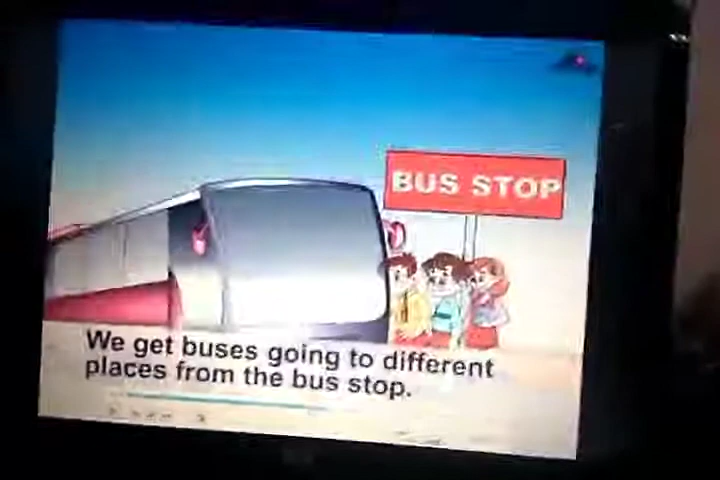 BUS STOP
We get buses going to different
places from the bus stop.